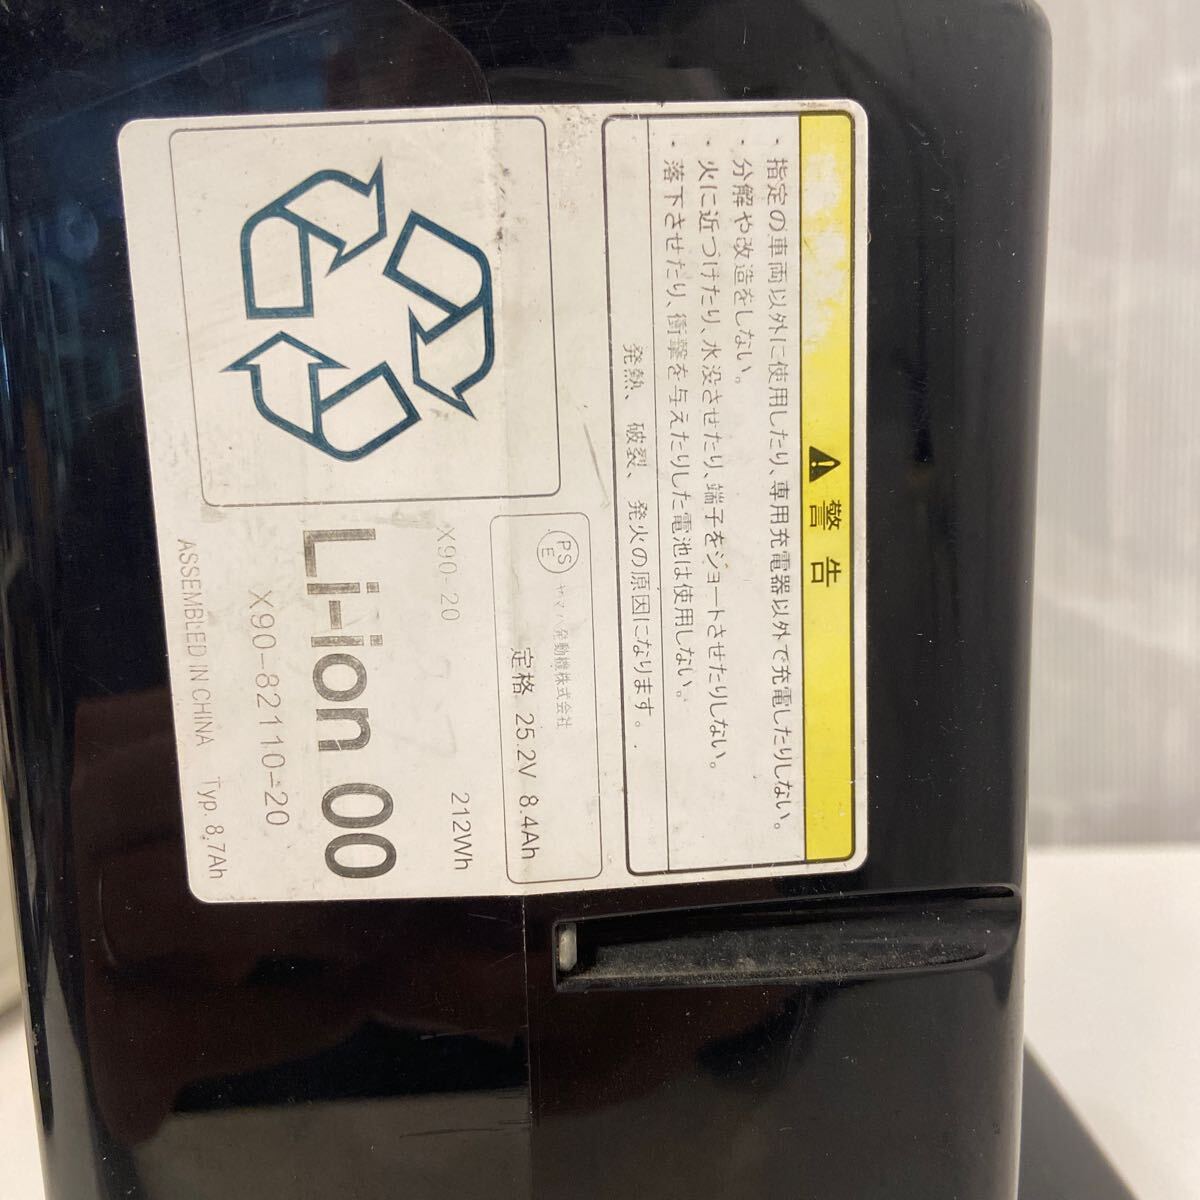 警告
・指定の車両以外に使用したり、専用充電器以外で充電したりしない。
・分解や改造をしない。
・火に近づけたり、水没させたり、端子をショートさせたりしない。
・落下させたり、衝撃を与えたりした電池は使用しない。
発熱、破裂、発火の原因になります。
PS
E
ヤマハ発動機株式会社
定格 25.2V 8.4Ah
X90-20
212Wh
Li-ion 00
X90-82110-20
ASSEMBLED IN CHINA Typ. 8.7Ah